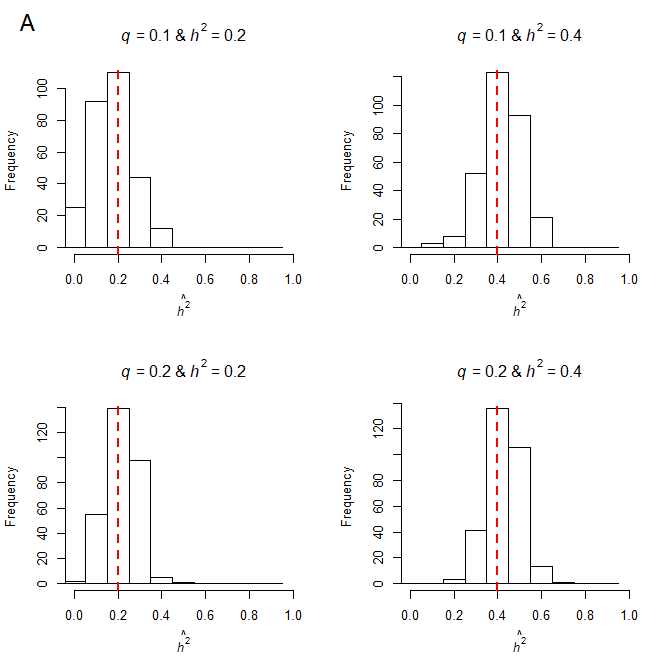 A
q = 0.1 & h² = 0.2
Frequency
0 20 40 60 80 100
0.0 0.2 0.4 0.6 0.8 1.0
ĥ²
q = 0.1 & h² = 0.4
Frequency
0 20 40 60 80 100
0.0 0.2 0.4 0.6 0.8 1.0
ĥ²
q = 0.2 & h² = 0.2
Frequency
0 20 40 60 80 120
0.0 0.2 0.4 0.6 0.8 1.0
ĥ²
q = 0.2 & h² = 0.4
Frequency
0 20 40 60 80 120
0.0 0.2 0.4 0.6 0.8 1.0
ĥ²